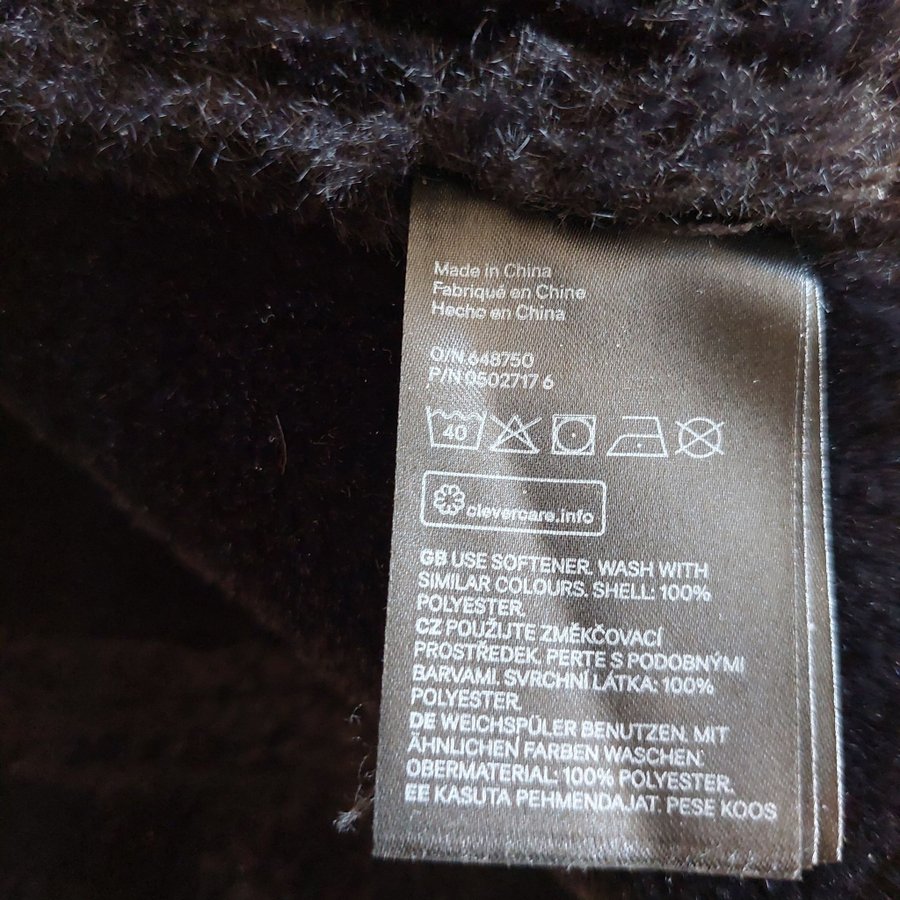 Made in China
Fabriqué en Chine
Hecho en China
O/N 648750
P/N 0502717 6
40
clevercare.info
GB USE SOFTENER. WASH WITH
SIMILAR COLOURS. SHELL: 100%
POLYESTER.
CZ POUŽIJTE ZMĚKČOVACÍ
PROSTŘEDEK. PERTE S PODOBNÝMI
BARVAMI. SVRCHNÍ LÁTKA: 100%
POLYESTER.
DE WEICHSPÜLER BENUTZEN. MIT
ÄHNLICHEN FARBEN WASCHEN.
OBERMATERIAL: 100% POLYESTER.
EE KASUTA PEHMENDAJAT. PESE KOOS